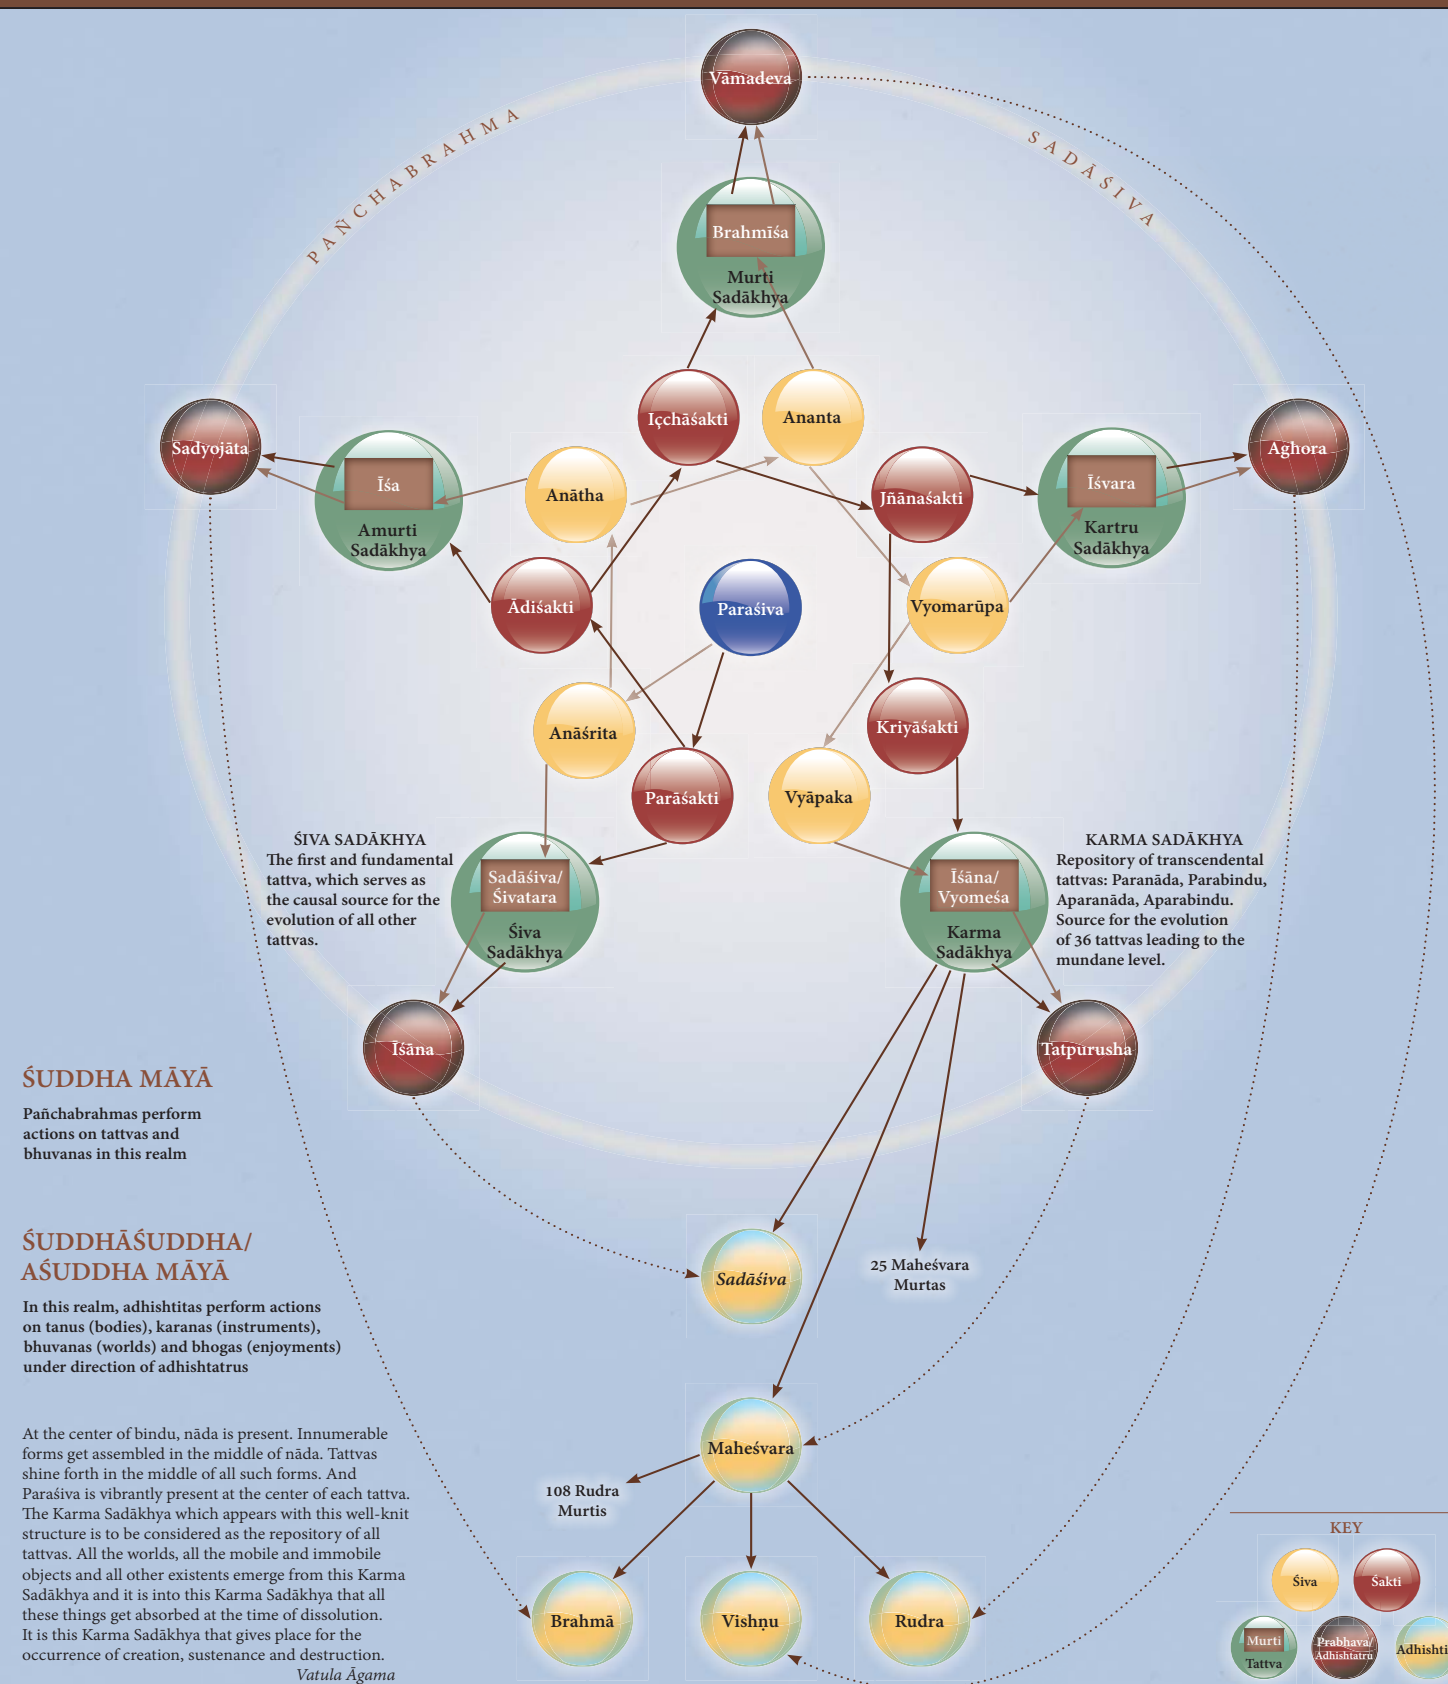 Vāmadeva
PAÑCHABRAHMA
SADĀŚIVA
Brahmīśa
Murti
Sadākhya
Içchāśakti
Ananta
Sadyojāta
Īśa
Amurti
Sadākhya
Anātha
Jñānaśakti
Īśvara
Kartru
Sadākhya
Aghora
Ādiśakti
Paraśiva
Vyomarūpa
Anāśrita
Kriyāśakti
Parāśakti
Vyāpaka
ŚIVA SADĀKHYA
The first and fundamental
tattva, which serves as
the causal source for the
evolution of all other
tattvas.
Sadāśiva/
Śivatara
Śiva
Sadākhya
Īśāna/
Vyomeśa
Karma
Sadākhya
KARMA SADĀKHYA
Repository of transcendental
tattvas: Paranāda, Parabindu,
Aparanāda, Aparabindu.
Source for the evolution
of 36 tattvas leading to the
mundane level.
Īśāna
Tatpurusha
ŚUDDHA MĀYĀ
Pañchabrahmas perform
actions on tattvas and
bhuvanas in this realm
ŚUDDHĀŚUDDHA/
AŚUDDHA MĀYĀ
In this realm, adhishtitas perform actions
on tanus (bodies), karanas (instruments),
bhuvanas (worlds) and bhogas (enjoyments)
under direction of adhishtatrus
Sadāśiva
25 Maheśvara
Murtas
Maheśvara
108 Rudra
Murtis
Brahmā
Vishṇu
Rudra
At the center of bindu, nāda is present. Innumerable
forms get assembled in the middle of nāda. Tattvas
shine forth in the middle of all such forms. And
Paraśiva is vibrantly present at the center of each tattva.
The Karma Sadākhya which appears with this well-knit
structure is to be considered as the repository of all
tattvas. All the worlds, all the mobile and immobile
objects and all other existents emerge from this Karma
Sadākhya and it is into this Karma Sadākhya that all
these things get absorbed at the time of dissolution.
It is this Karma Sadākhya that gives place for the
occurrence of creation, sustenance and destruction.
Vatula Āgama
KEY
Śiva
Śakti
Murti
Tattva
Prabhava/
Adhishtatru
Adhishti